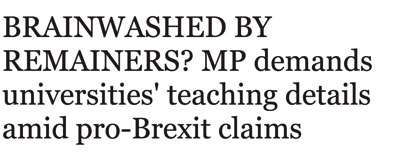 BRAINWASHED BY
REMAINERS? MP demands
universities' teaching details
amid pro-Brexit claims